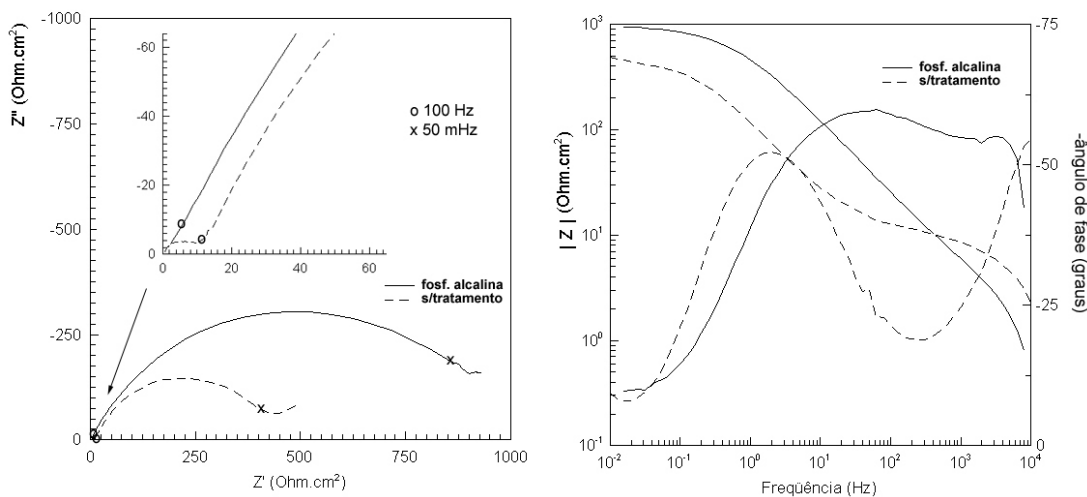 -1000
-750
-500
-250
0
Z'' (Ohm.cm²)
-60
-40
-20
0
0 20 40 60
o 100 Hz
x 50 mHz
fosf. alcalina
s/tratamento
0 250 500 750 1000
Z' (Ohm.cm²)
10³
10²
10¹
10⁰
10⁻¹
| Z | (Ohm.cm²)
fosf. alcalina
s/tratamento
-75
-50
-25
0
-ângulo de fase (graus)
10⁻² 10⁻¹ 10⁰ 10¹ 10² 10³ 10⁴
Freqüência (Hz)